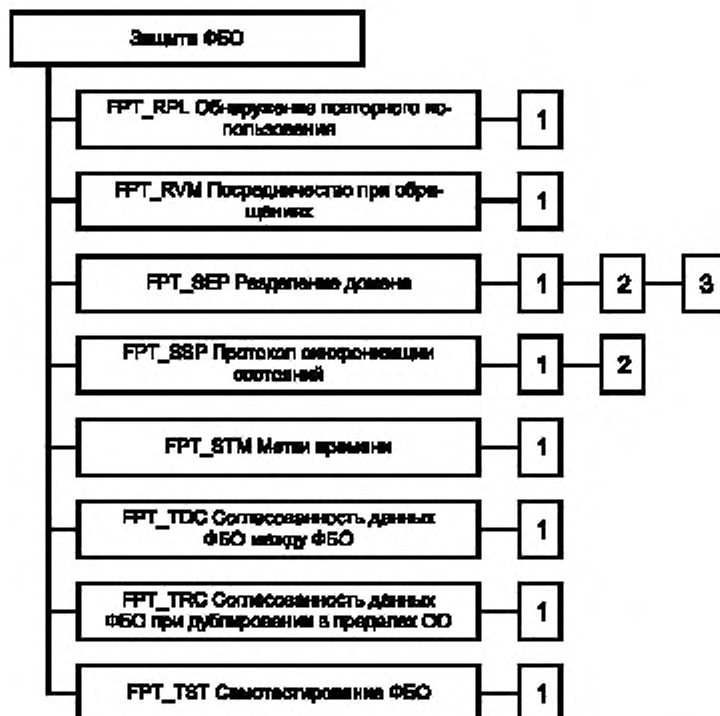 Защита ФБО
FPT_RPL Обнаружение повторного ис-
пользования
1
FPT_RVM Посредничество при обра-
щениях
1
FPT_SEP Разделение домена
1
2
3
FPT_SSP Протокол синхронизации
состояний
1
2
FPT_STM Метки времени
1
FPT_TDC Согласованность данных
ФБО между ФБО
1
FPT_TRC Согласованность данных
ФБО при дублировании в пределах ОО
1
FPT_TST Самотестирование ФБО
1